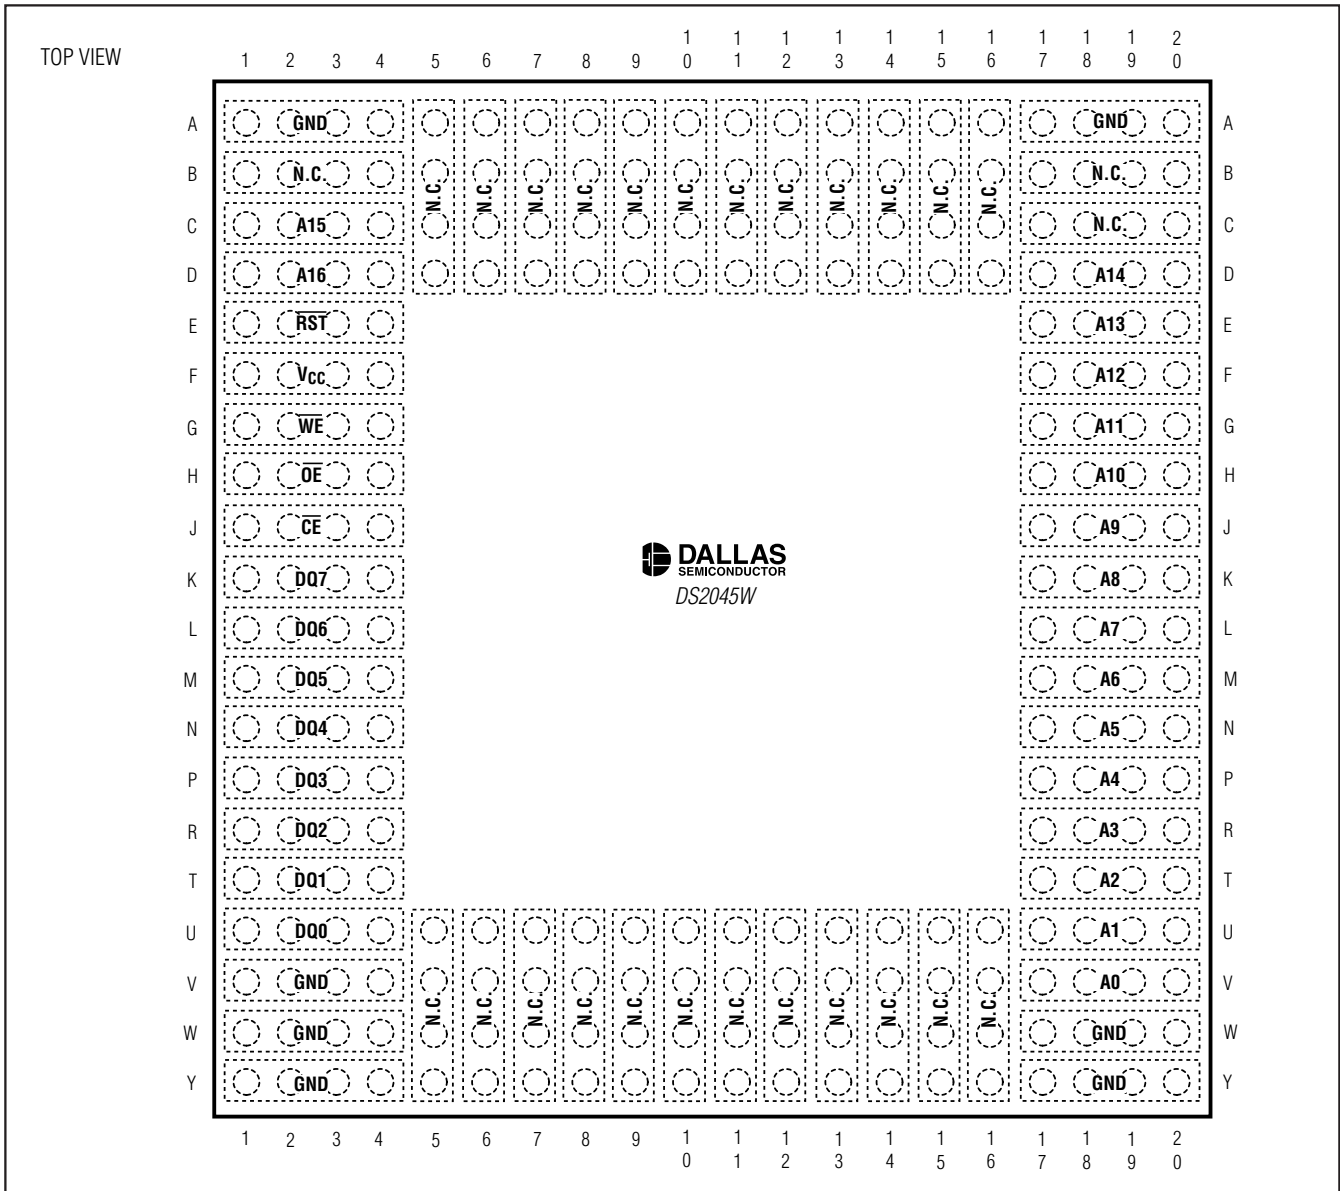 TOP VIEW
1 2 3 4 5 6 7 8 9 10 11 12 13 14 15 16 17 18 19 20
A GND GND A
B N.C. N.C. B
N.C. N.C. N.C. N.C. N.C. N.C. N.C. N.C. N.C. N.C. N.C. N.C.
C A15 N.C. C
D A16 A14 D
E RST A13 E
F VCC A12 F
G WE A11 G
H OE A10 H
J CE A9 J
DALLAS
SEMICONDUCTOR
DS2045W
K DQ7 A8 K
L DQ6 A7 L
M DQ5 A6 M
N DQ4 A5 N
P DQ3 A4 P
R DQ2 A3 R
T DQ1 A2 T
U DQ0 A1 U
V GND A0 V
N.C. N.C. N.C. N.C. N.C. N.C. N.C. N.C. N.C. N.C. N.C. N.C.
W GND GND W
Y GND GND Y
1 2 3 4 5 6 7 8 9 10 11 12 13 14 15 16 17 18 19 20